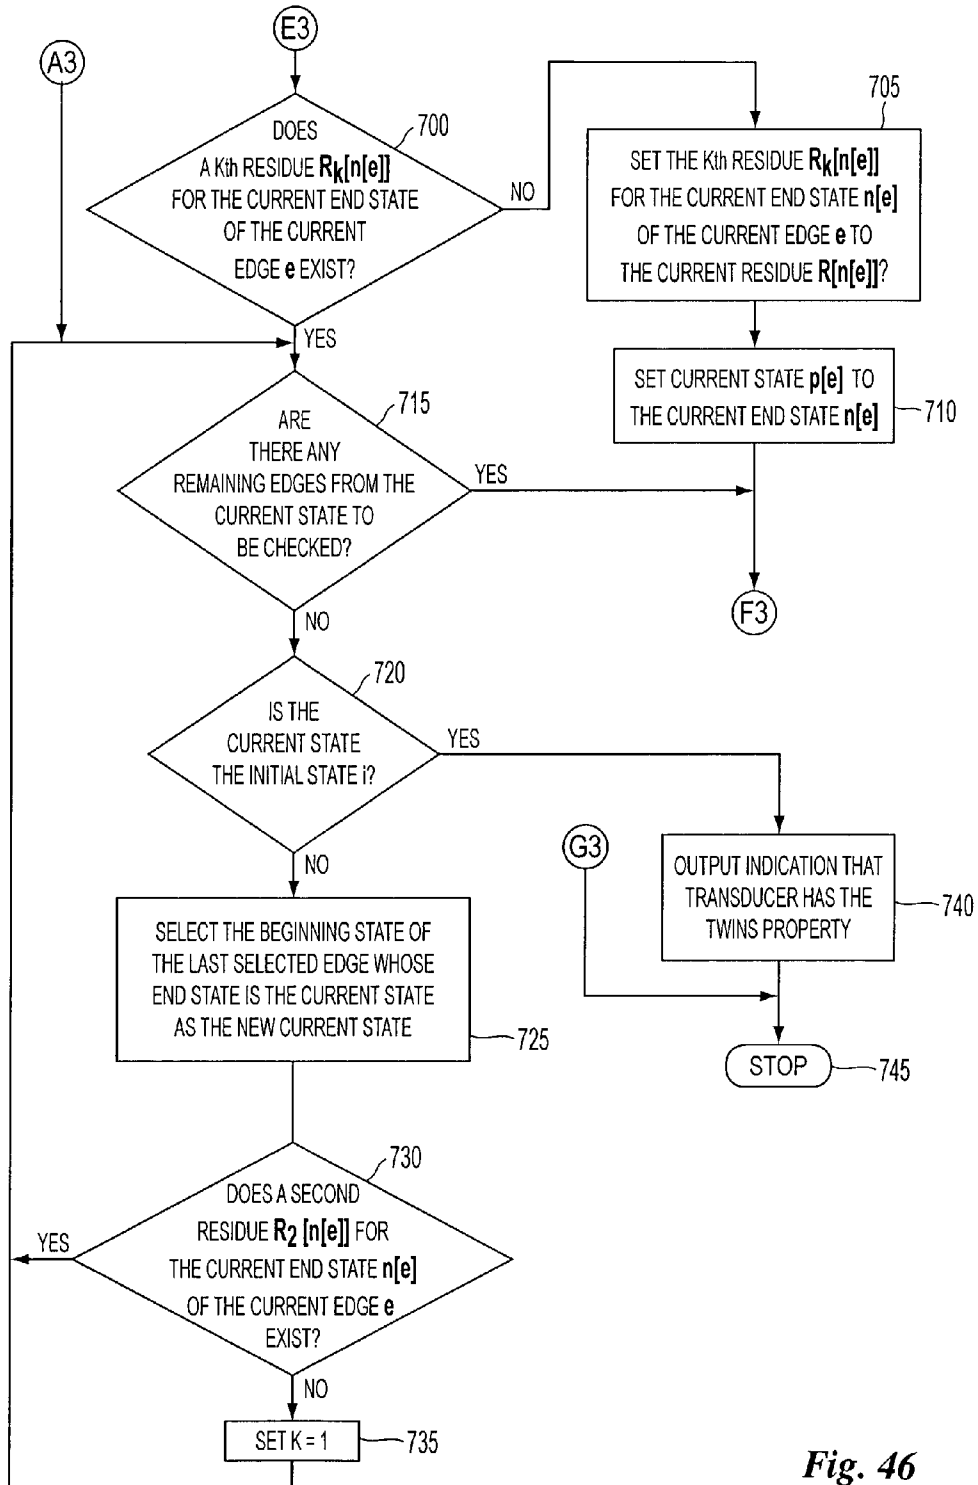 E3
A3
DOES
A Kth RESIDUE Rk[n[e]]
FOR THE CURRENT END STATE
OF THE CURRENT
EDGE e EXIST?
700
NO
YES
705
SET THE Kth RESIDUE Rk[n[e]]
FOR THE CURRENT END STATE n[e]
OF THE CURRENT EDGE e TO
THE CURRENT RESIDUE R[n[e]]?
SET CURRENT STATE p[e] TO
THE CURRENT END STATE n[e]
710
ARE
THERE ANY
REMAINING EDGES FROM THE
CURRENT STATE TO
BE CHECKED?
715
YES
NO
F3
IS THE
CURRENT STATE
THE INITIAL STATE i?
720
YES
NO
G3
OUTPUT INDICATION THAT
TRANSDUCER HAS THE
TWINS PROPERTY
740
SELECT THE BEGINNING STATE OF
THE LAST SELECTED EDGE WHOSE
END STATE IS THE CURRENT STATE
AS THE NEW CURRENT STATE
725
STOP
745
DOES A SECOND
RESIDUE R2 [n[e]] FOR
THE CURRENT END STATE n[e]
OF THE CURRENT EDGE e
EXIST?
730
YES
NO
SET K = 1
735
Fig. 46